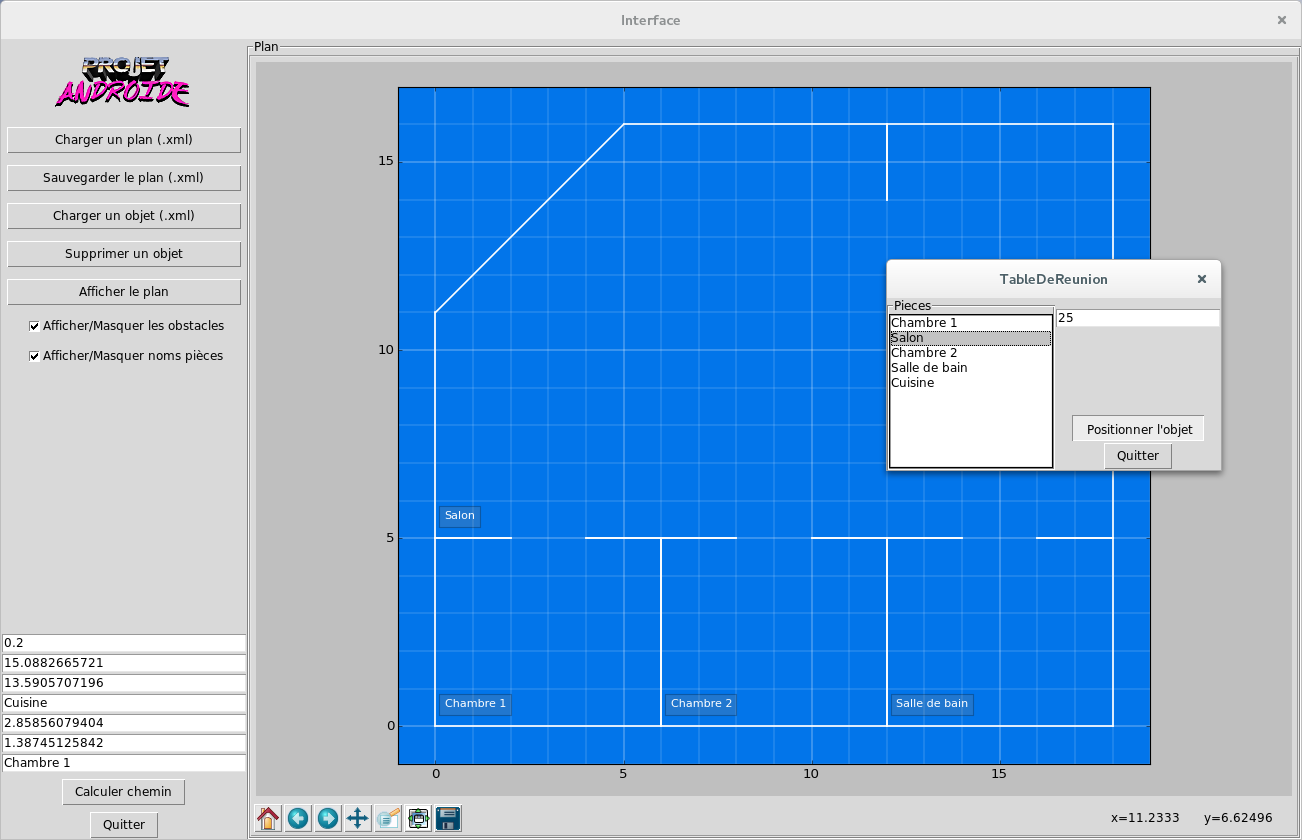 Interface
Plan
PROJET
ANDROIDE
Charger un plan (.xml)
Sauvegarder le plan (.xml)
Charger un objet (.xml)
Supprimer un objet
Afficher le plan
Afficher/Masquer les obstacles
Afficher/Masquer noms pièces
0.2
15.0882665721
13.5905707196
Cuisine
2.85856079404
1.38745125842
Chambre 1
Calculer chemin
Quitter
15
10
5
0
0
5
10
15
Salon
Chambre 1
Chambre 2
Salle de bain
TableDeReunion
Pieces
Chambre 1
Salon
Chambre 2
Salle de bain
Cuisine
25
Positionner l'objet
Quitter
x=11.2333 y=6.62496